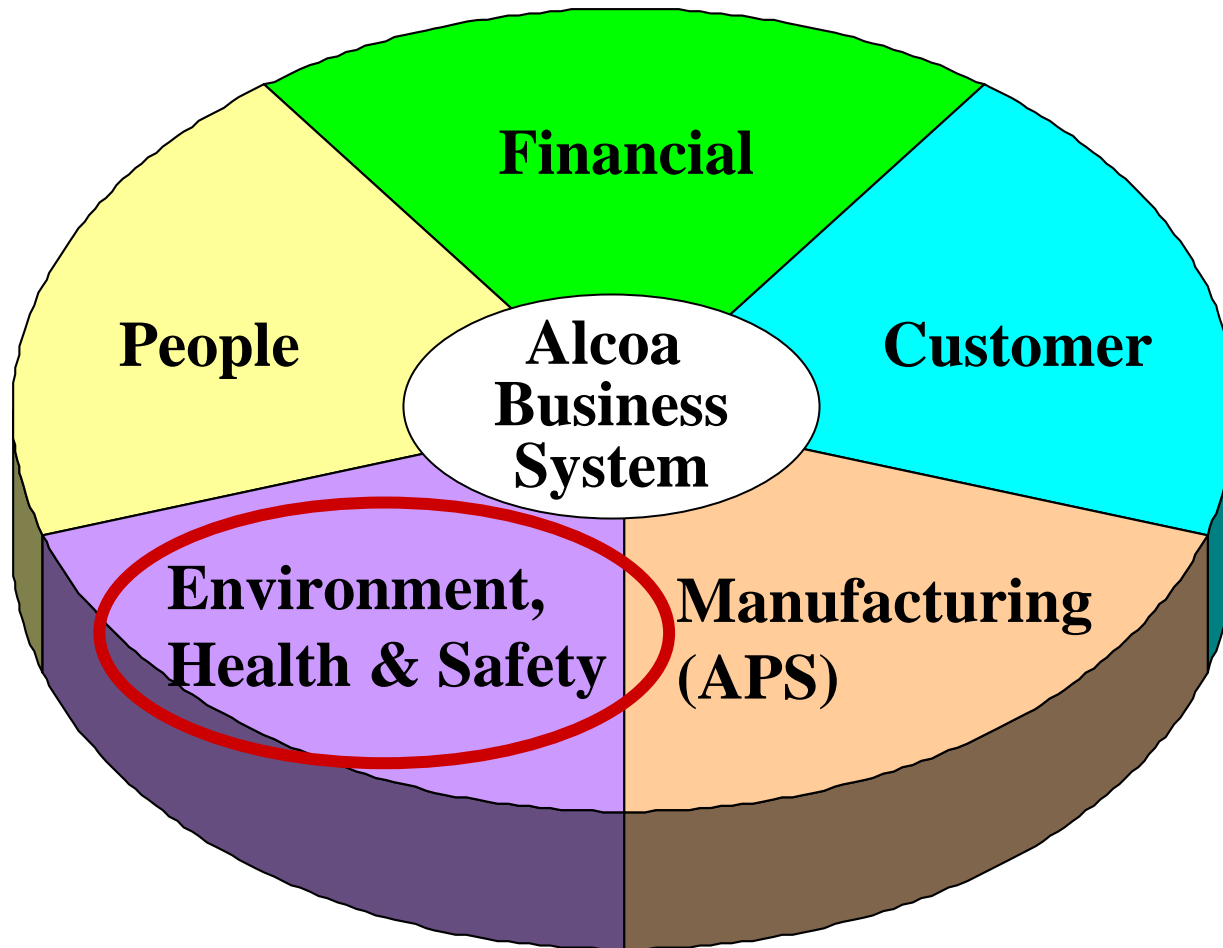 Financial
People
Alcoa
Business
System
Customer
Environment,
Health & Safety
Manufacturing
(APS)